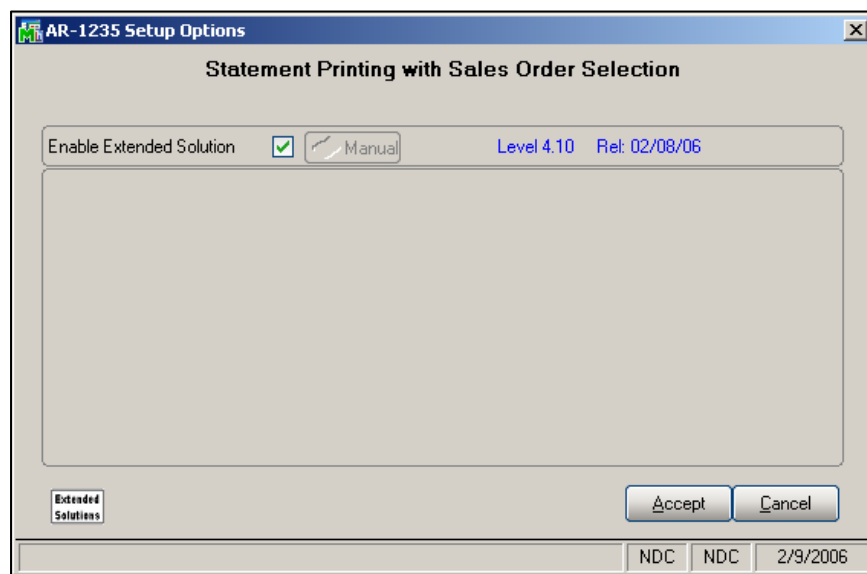 AR-1235 Setup Options
Statement Printing with Sales Order Selection
Enable Extended Solution Manual Level 4.10 Rel: 02/08/06
Extended
Solutions
Accept Cancel
NDC NDC 2/9/2006